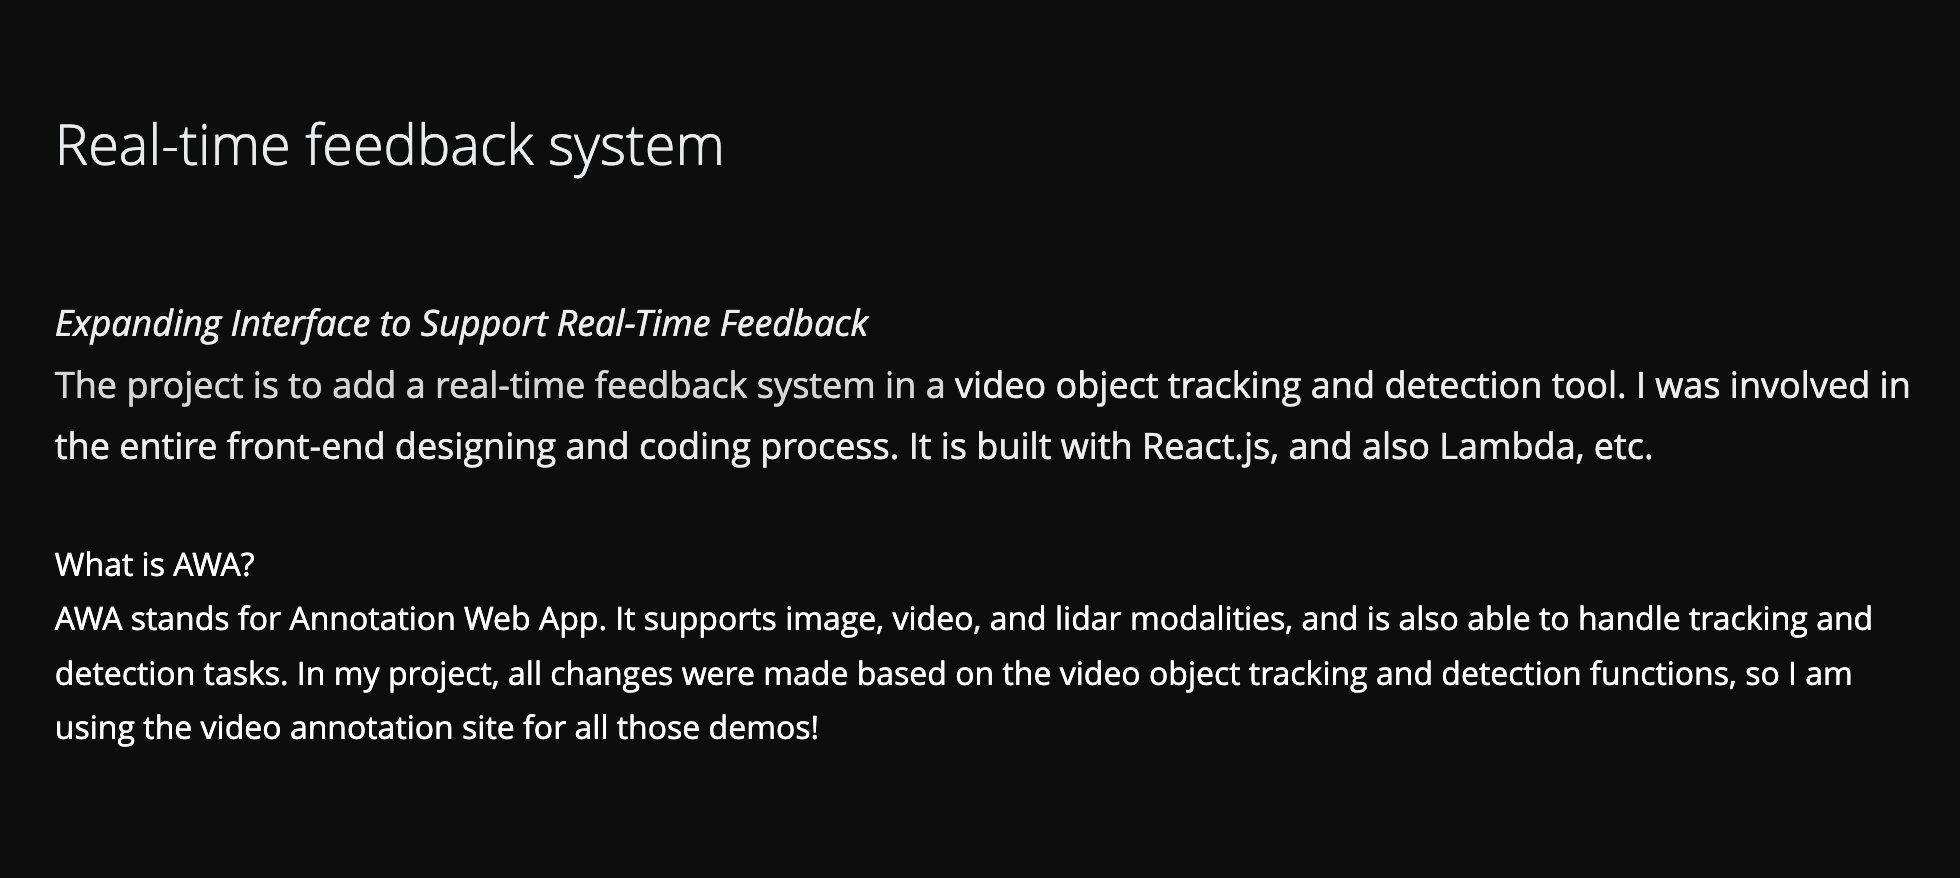 Real-time feedback system
Expanding Interface to Support Real-Time Feedback
The project is to add a real-time feedback system in a video object tracking and detection tool. I was involved in
the entire front-end designing and coding process. It is built with React.js, and also Lambda, etc.
What is AWA?
AWA stands for Annotation Web App. It supports image, video, and lidar modalities, and is also able to handle tracking and
detection tasks. In my project, all changes were made based on the video object tracking and detection functions, so I am
using the video annotation site for all those demos!